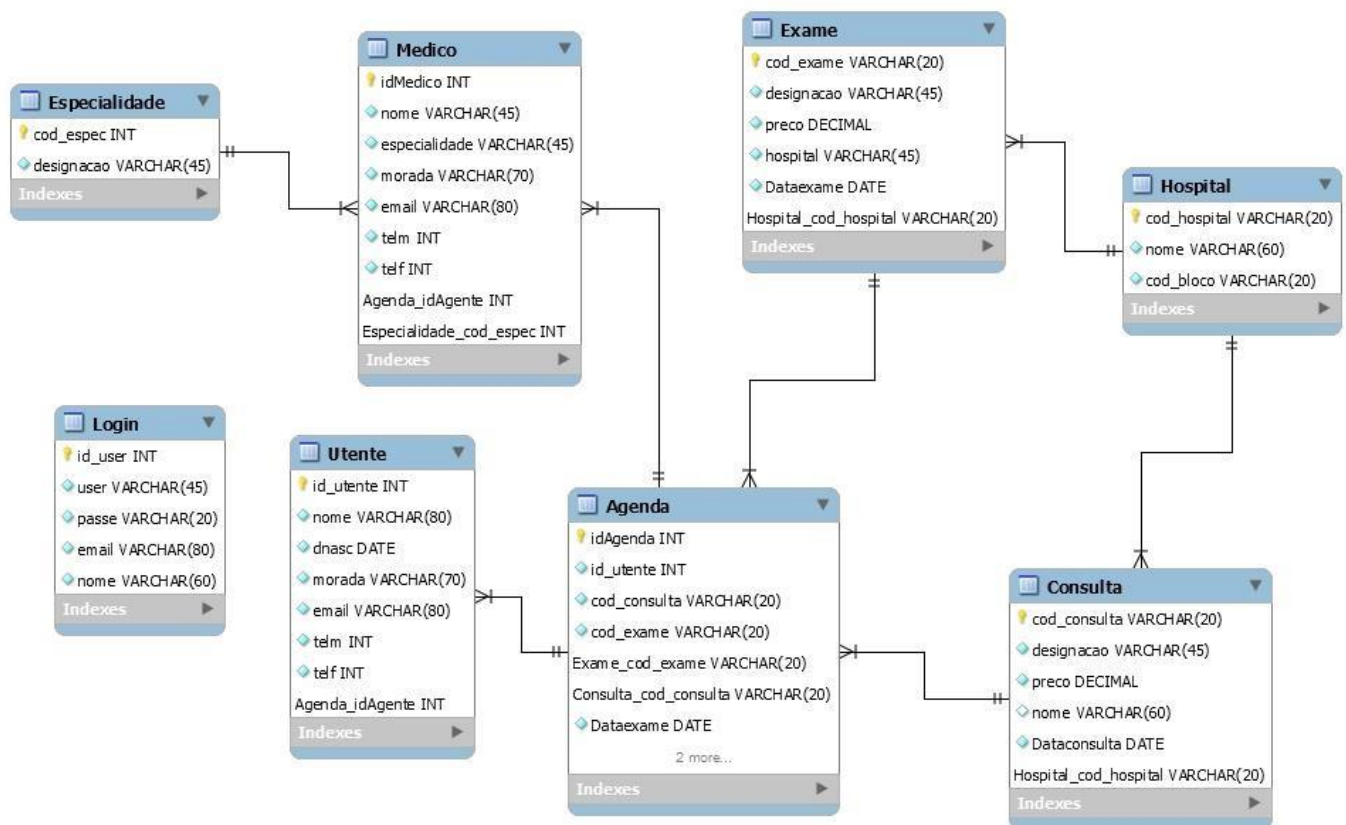 Especialidade
cod_espec INT
designacao VARCHAR(45)
Indexes
Medico
idMedico INT
nome VARCHAR(45)
especialidade VARCHAR(45)
morada VARCHAR(70)
email VARCHAR(80)
telm INT
telf INT
Agenda_idAgente INT
Especialidade_cod_espec INT
Indexes
Exame
cod_exame VARCHAR(20)
designacao VARCHAR(45)
preco DECIMAL
hospital VARCHAR(45)
Dataexame DATE
Hospital_cod_hospital VARCHAR(20)
Indexes
Hospital
cod_hospital VARCHAR(20)
nome VARCHAR(60)
cod_bloco VARCHAR(20)
Indexes
Login
id_user INT
user VARCHAR(45)
passe VARCHAR(20)
email VARCHAR(80)
nome VARCHAR(60)
Indexes
Utente
id_utente INT
nome VARCHAR(80)
dnasc DATE
morada VARCHAR(70)
email VARCHAR(80)
telm INT
telf INT
Agenda_idAgente INT
Indexes
Agenda
idAgenda INT
id_utente INT
cod_consulta VARCHAR(20)
cod_exame VARCHAR(20)
Exame_cod_exame VARCHAR(20)
Consulta_cod_consulta VARCHAR(20)
Dataexame DATE
2 more...
Indexes
Consulta
cod_consulta VARCHAR(20)
designacao VARCHAR(45)
preco DECIMAL
nome VARCHAR(60)
Dataconsulta DATE
Hospital_cod_hospital VARCHAR(20)
Indexes